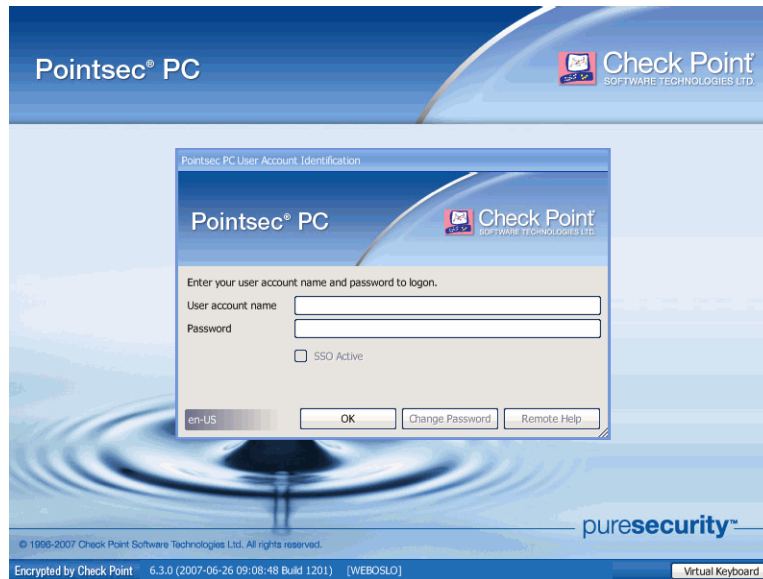 Pointsec® PC
Check Point
SOFTWARE TECHNOLOGIES LTD.
Pointsec PC User Account Identification
Pointsec® PC
Check Point
SOFTWARE TECHNOLOGIES LTD.
Enter your user account name and password to logon.
User account name
Password
SSO Active
en-US
OK
Change Password
Remote Help
puresecurity™
© 1996-2007 Check Point Software Technologies Ltd. All rights reserved.
Encrypted by Check Point 6.3.0 (2007-06-26 09:08:48 Build 1201) [WEBOSLO]
Virtual Keyboard